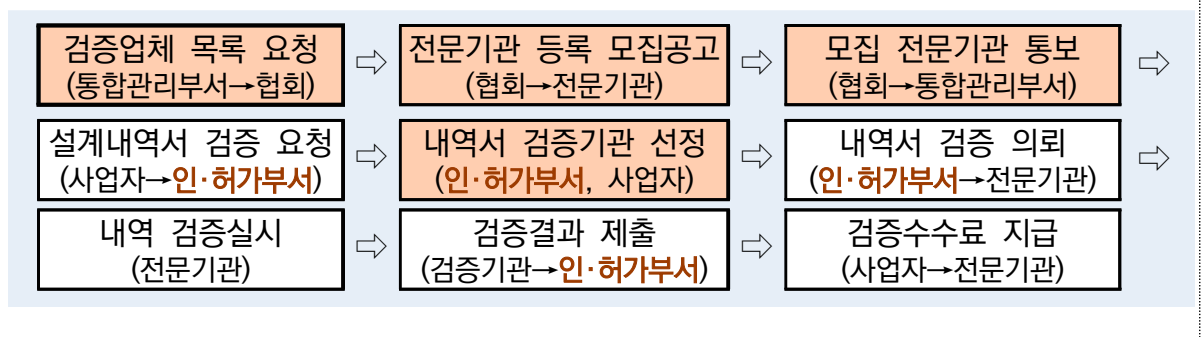 검증업체 목록 요청
(통합관리부서→헙회)
⇨
전문기관 등록 모집공고
(협회→전문기관)
⇨
모집 전문기관 통보
(협회→통합관리부서)
⇨
설계내역서 검증 요청
(사업자→인·허가부서)
⇨
내역서 검증기관 선정
(인·허가부서, 사업자)
⇨
내역서 검증 의뢰
(인·허가부서→전문기관)
⇨
내역 검증실시
(전문기관)
⇨
검증결과 제출
(검증기관→인·허가부서)
⇨
검증수수료 지급
(사업자→전문기관)